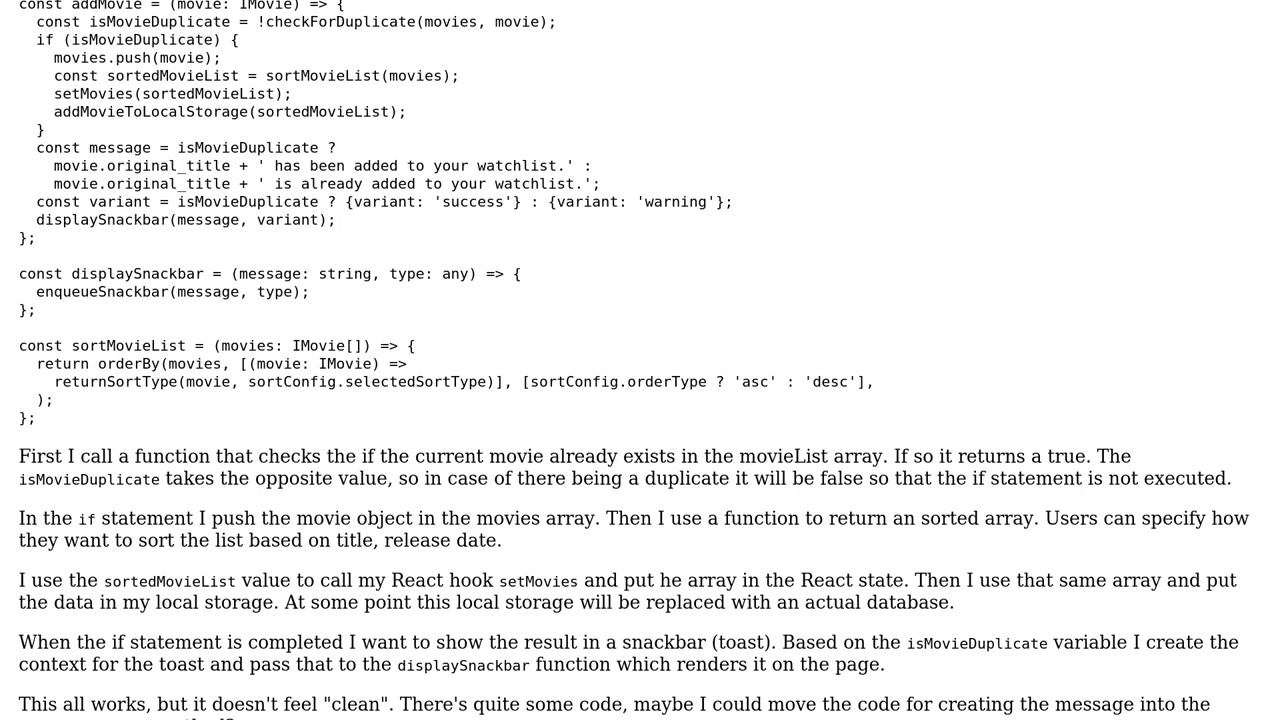 const addMovie = (movie: IMovie) => {
  const isMovieDuplicate = !checkForDuplicate(movies, movie);
  if (isMovieDuplicate) {
    movies.push(movie);
    const sortedMovieList = sortMovieList(movies);
    setMovies(sortedMovieList);
    addMovieToLocalStorage(sortedMovieList);
  }
  const message = isMovieDuplicate ?
    movie.original_title + ' has been added to your watchlist.' :
    movie.original_title + ' is already added to your watchlist.';
  const variant = isMovieDuplicate ? {variant: 'success'} : {variant: 'warning'};
  displaySnackbar(message, variant);
};

const displaySnackbar = (message: string, type: any) => {
  enqueueSnackbar(message, type);
};

const sortMovieList = (movies: IMovie[]) => {
  return orderBy(movies, [(movie: IMovie) =>
    returnSortType(movie, sortConfig.selectedSortType)], [sortConfig.orderType ? 'asc' : 'desc'],
  );
};

First I call a function that checks the if the current movie already exists in the movieList array. If so it returns a true. The
isMovieDuplicate takes the opposite value, so in case of there being a duplicate it will be false so that the if statement is not executed.

In the if statement I push the movie object in the movies array. Then I use a function to return an sorted array. Users can specify how
they want to sort the list based on title, release date.

I use the sortedMovieList value to call my React hook setMovies and put he array in the React state. Then I use that same array and put
the data in my local storage. At some point this local storage will be replaced with an actual database.

When the if statement is completed I want to show the result in a snackbar (toast). Based on the isMovieDuplicate variable I create the
context for the toast and pass that to the displaySnackbar function which renders it on the page.

This all works, but it doesn't feel "clean". There's quite some code, maybe I could move the code for creating the message into the